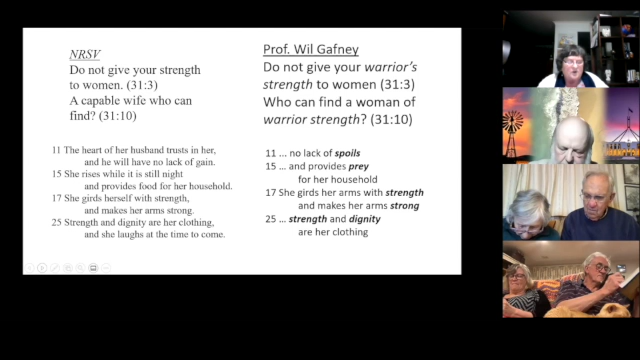 NRSV
Do not give your strength
to women. (31:3)
A capable wife who can
find? (31:10)
11 The heart of her husband trusts in her,
and he will have no lack of gain.
15 She rises while it is still night
and provides food for her household.
17 She girds herself with strength,
and makes her arms strong.
25 Strength and dignity are her clothing,
and she laughs at the time to come.
Prof. Wil Gafney
Do not give your warrior's
strength to women (31:3)
Who can find a woman of
warrior strength? (31:10)
11 ... no lack of spoils
15 ... and provides prey
for her household
17 She girds her arms with strength
and makes her arms strong
25 ... strength and dignity
are her clothing